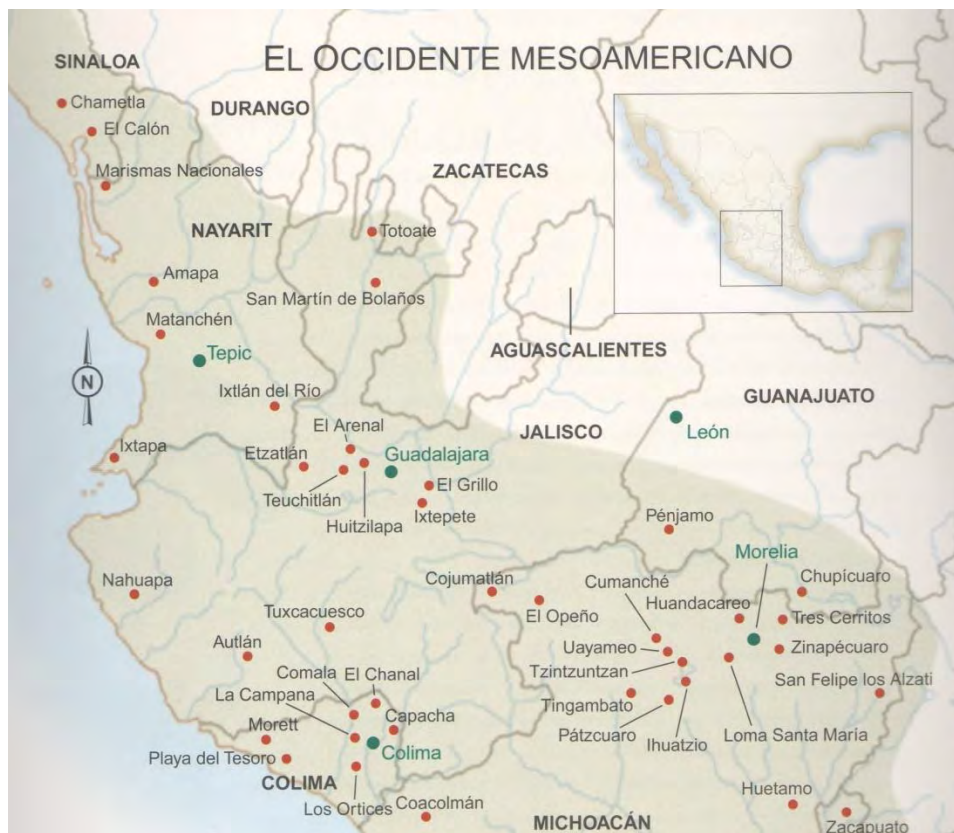 EL OCCIDENTE MESOAMERICANO
SINALOA
Chametla
DURANGO
El Calón
Marismas Nacionales
ZACATECAS
NAYARIT
Totoate
Amapa
San Martín de Bolaños
Matanchén
Tepic
AGUASCALIENTES
N
Ixtlán del Río
GUANAJUATO
El Arenal
JALISCO
León
Ixtapa
Etzatlán
Guadalajara
Teuchitlán
El Grillo
Huitzilapa
Ixtepete
Pénjamo
Morelia
Nahuapa
Cojumatlán
Cumanché
Chupícuaro
El Opeño
Huandacareo
Tuxcacuesco
Tres Cerritos
Autlán
Uayameo
Zinapécuaro
Comala
El Chanal
Tzintzuntzan
San Felipe los Alzati
La Campana
Capacha
Tingambato
Morett
Pátzcuaro
Loma Santa María
Ihuatzio
Playa del Tesoro
Colima
COLIMA
Los Ortices
Coacolmán
Huetamo
MICHOACÁN
Zacapuato